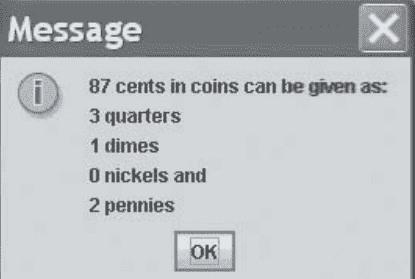 Message
87 cents in coins can be given as:
3 quarters
1 dimes
0 nickels and
2 pennies
OK